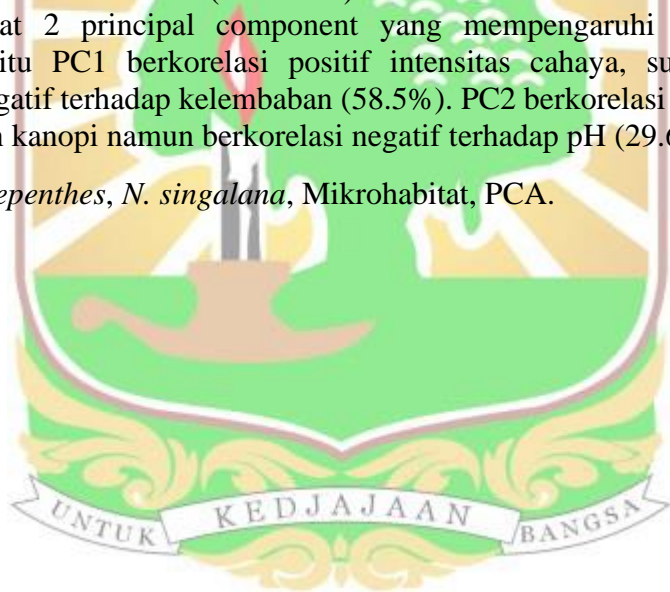 at 2 principal component yang mempengaruhi
itu PC1 berkorelasi positif intensitas cahaya, su
gatif terhadap kelembaban (58.5%). PC2 berkorelasi
n kanopi namun berkorelasi negatif terhadap pH (29.6
epenthes, N. singalana, Mikrohabitat, PCA.
UNTUK KEDJAJAAN BANGSA